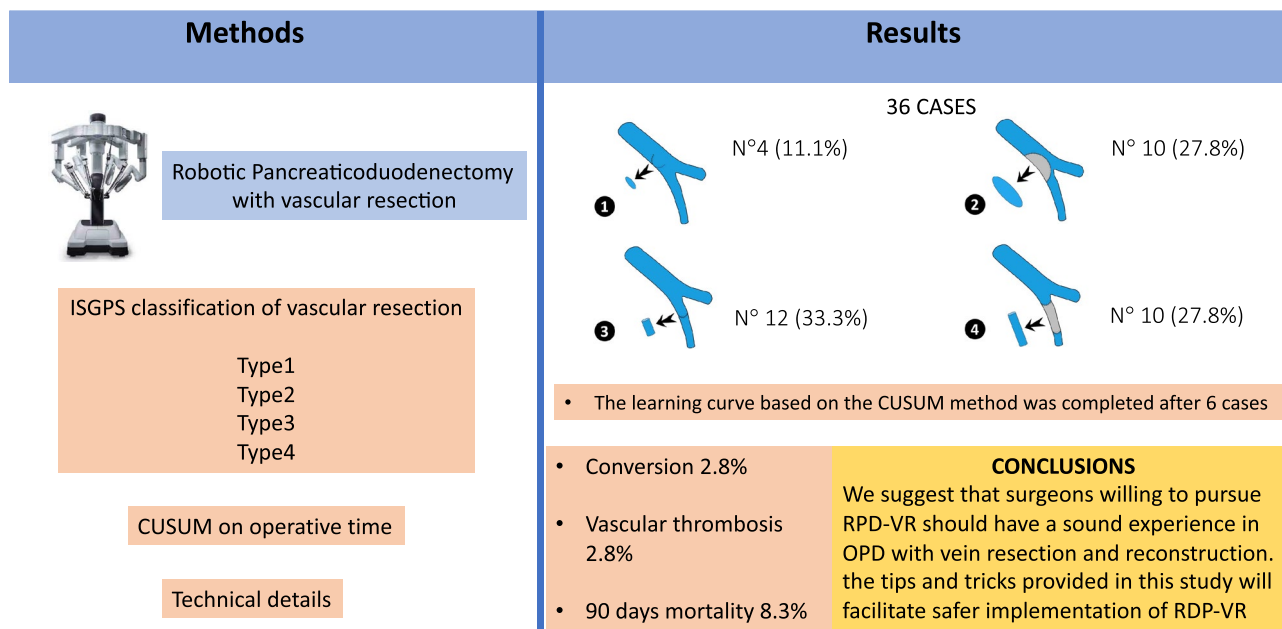 Methods
Robotic Pancreaticoduodenectomy
with vascular resection
ISGPS classification of vascular resection
Type1
Type2
Type3
Type4
CUSUM on operative time
Technical details
Results
36 CASES
1
N°4 (11.1%)
2
N° 10 (27.8%)
3
N° 12 (33.3%)
4
N° 10 (27.8%)
• The learning curve based on the CUSUM method was completed after 6 cases
• Conversion 2.8%
• Vascular thrombosis
2.8%
• 90 days mortality 8.3%
CONCLUSIONS
We suggest that surgeons willing to pursue
RPD-VR should have a sound experience in
OPD with vein resection and reconstruction.
the tips and tricks provided in this study will
facilitate safer implementation of RDP-VR